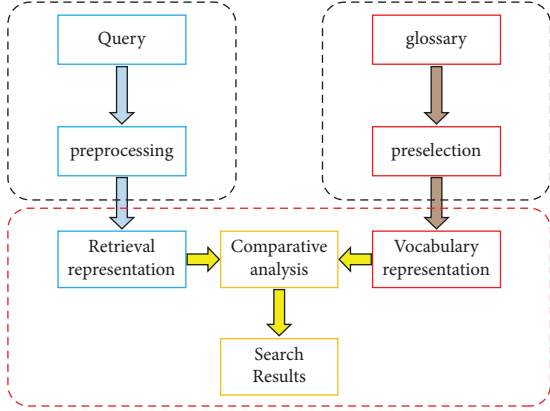 Query
glossary
preprocessing
preselection
Retrieval
representation
Comparative
analysis
Vocabulary
representation
Search
Results